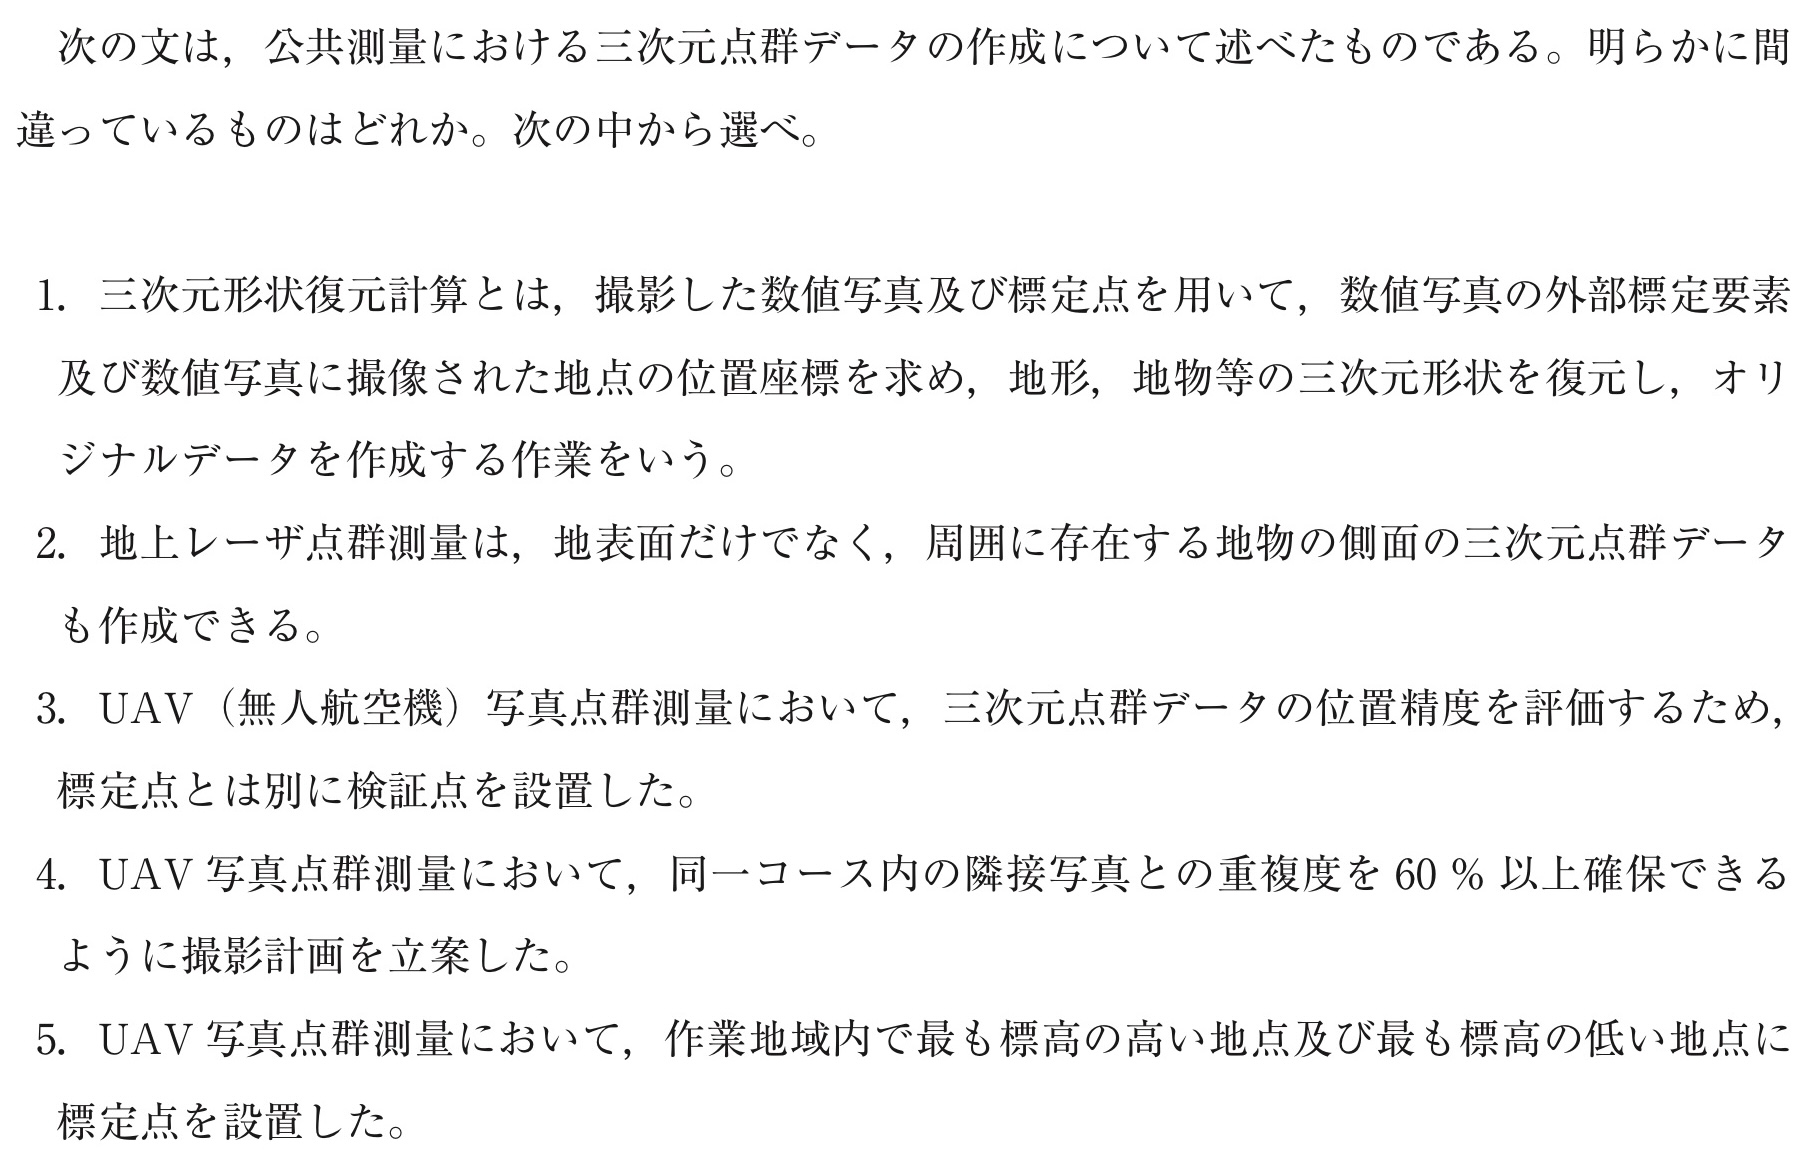 次の文は，公共測量における三次元点群データの作成について述べたものである。明らかに間
違っているものはどれか。次の中から選べ。
1. 三次元形状復元計算とは，撮影した数値写真及び標定点を用いて，数値写真の外部標定要素
及び数値写真に撮像された地点の位置座標を求め，地形，地物等の三次元形状を復元し，オリ
ジナルデータを作成する作業をいう。
2. 地上レーザ点群測量は，地表面だけでなく，周囲に存在する地物の側面の三次元点群データ
も作成できる。
3. UAV（無人航空機）写真点群測量において，三次元点群データの位置精度を評価するため，
標定点とは別に検証点を設置した。
4. UAV 写真点群測量において，同一コース内の隣接写真との重複度を 60 % 以上確保できる
ように撮影計画を立案した。
5. UAV 写真点群測量において，作業地域内で最も標高の高い地点及び最も標高の低い地点に
標定点を設置した。